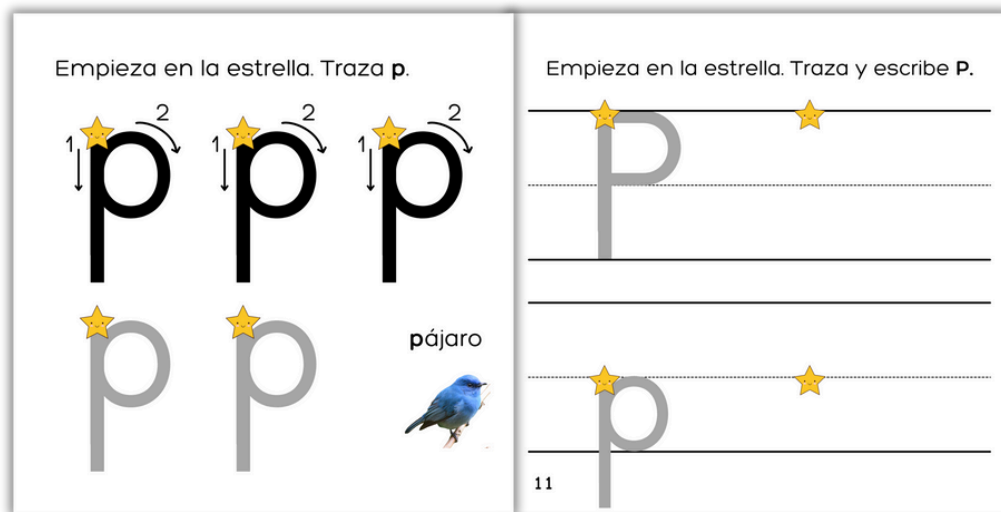 Empieza en la estrella. Traza p.
1 2 1 2 1 2
p p p
p p
pájaro
Empieza en la estrella. Traza y escribe P.
P
p
11